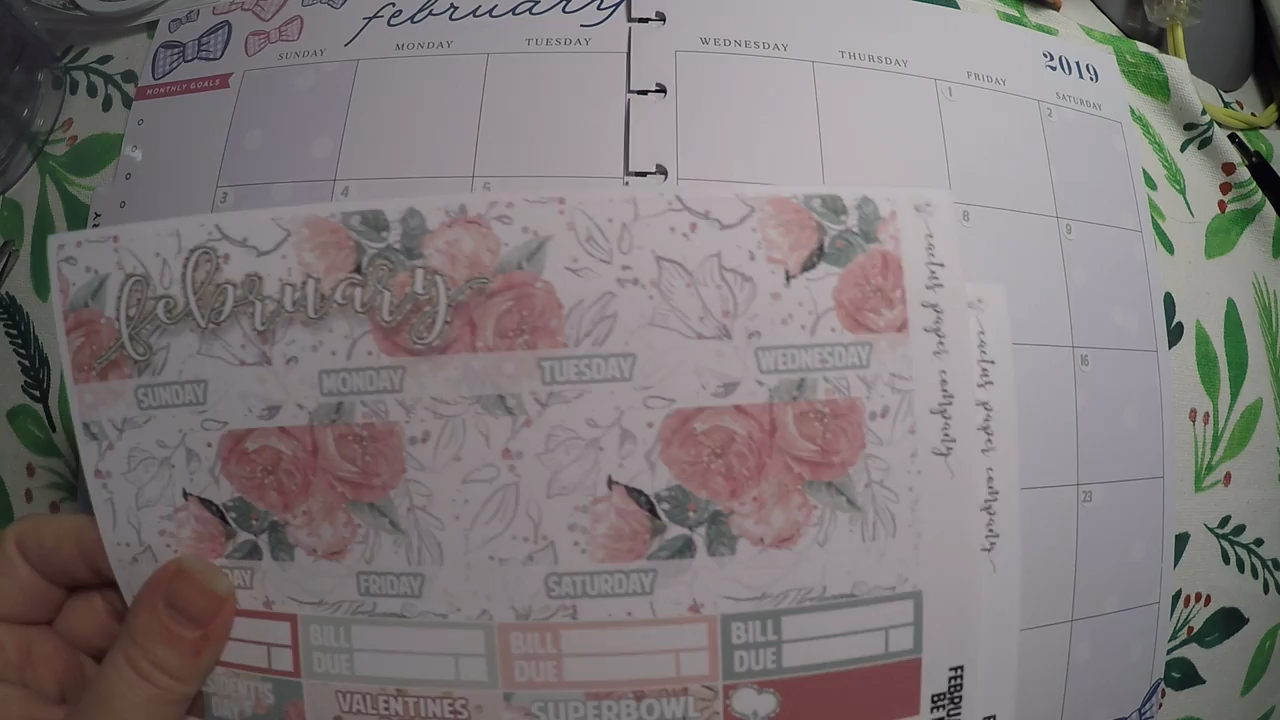 february
SUNDAY MONDAY TUESDAY WEDNESDAY THURSDAY FRIDAY SATURDAY
2019
MONTHLY GOALS
1 2
3 4 5
8 9
16
23
february
SUNDAY MONDAY TUESDAY WEDNESDAY
FRIDAY SATURDAY
BILL BILL BILL
DUE DUE DUE
VALENTINES SUPERBOWL
cactus paper company
cactus paper company